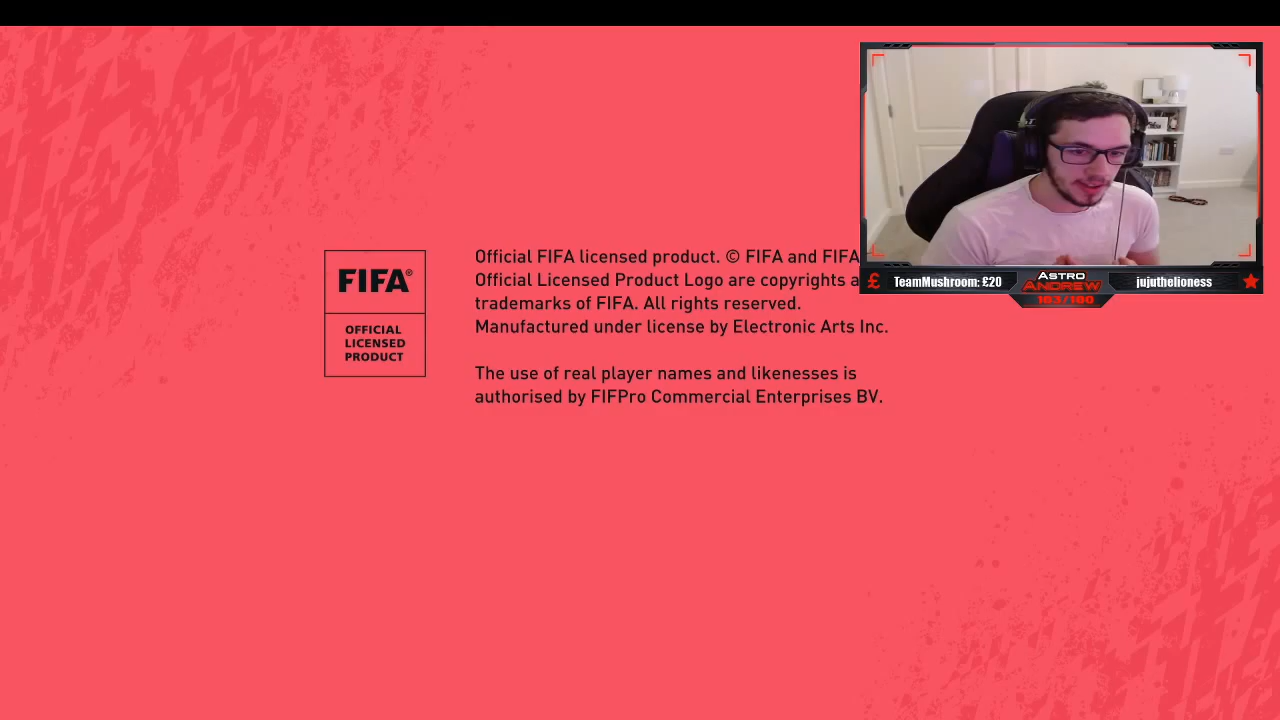 FIFA®
OFFICIAL
LICENSED
PRODUCT
Official FIFA licensed product. © FIFA and FIFA
Official Licensed Product Logo are copyrights a
trademarks of FIFA. All rights reserved.
Manufactured under license by Electronic Arts Inc.
The use of real player names and likenesses is
authorised by FIFPro Commercial Enterprises BV.
£ TeamMushroom: £20
ASTRO
ANDREW
jujuthelioness